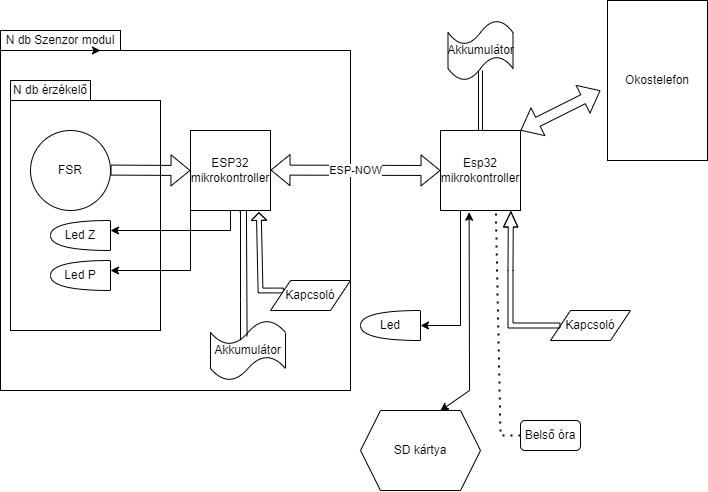 N db Szenzor modul
N db érzékelő
FSR
Led Z
Led P
ESP32
mikrokontroller
Kapcsoló
Akkumulátor
ESP-NOW
Akkumulátor
Esp32
mikrokontroller
Okostelefon
Led
Kapcsoló
SD kártya
Belső óra